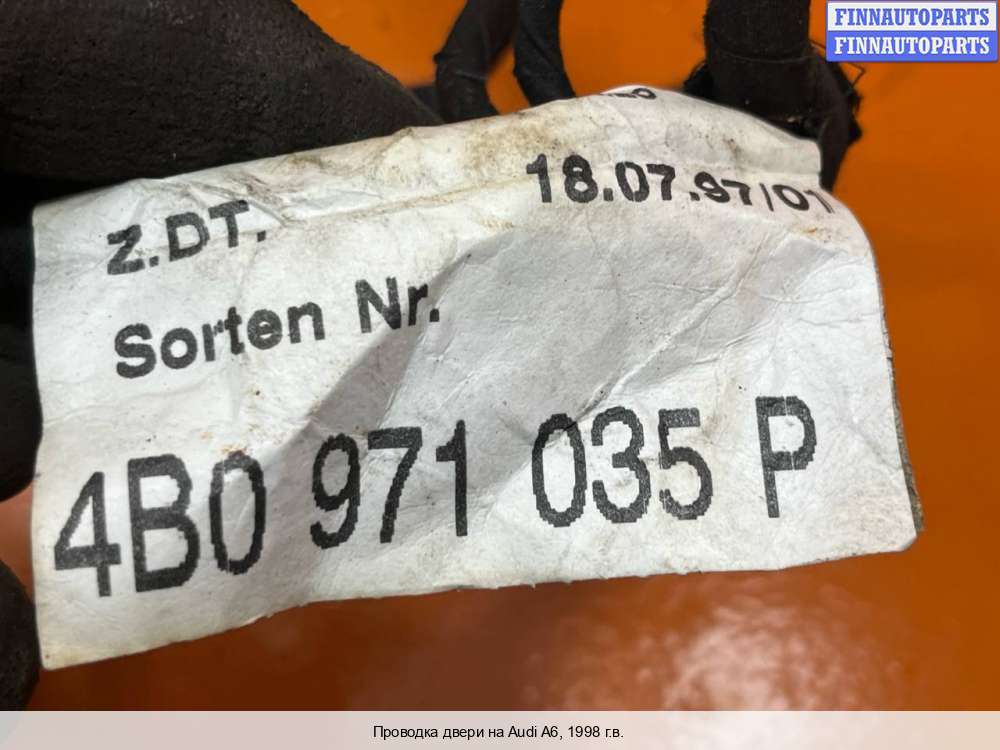 FINNAUTOPARTS
FINNAUTOPARTS
18.07.97/01
Z.DT.
Sorten Nr.
4B0 971 035 P
Проводка двери на Audi A6, 1998 г.в.